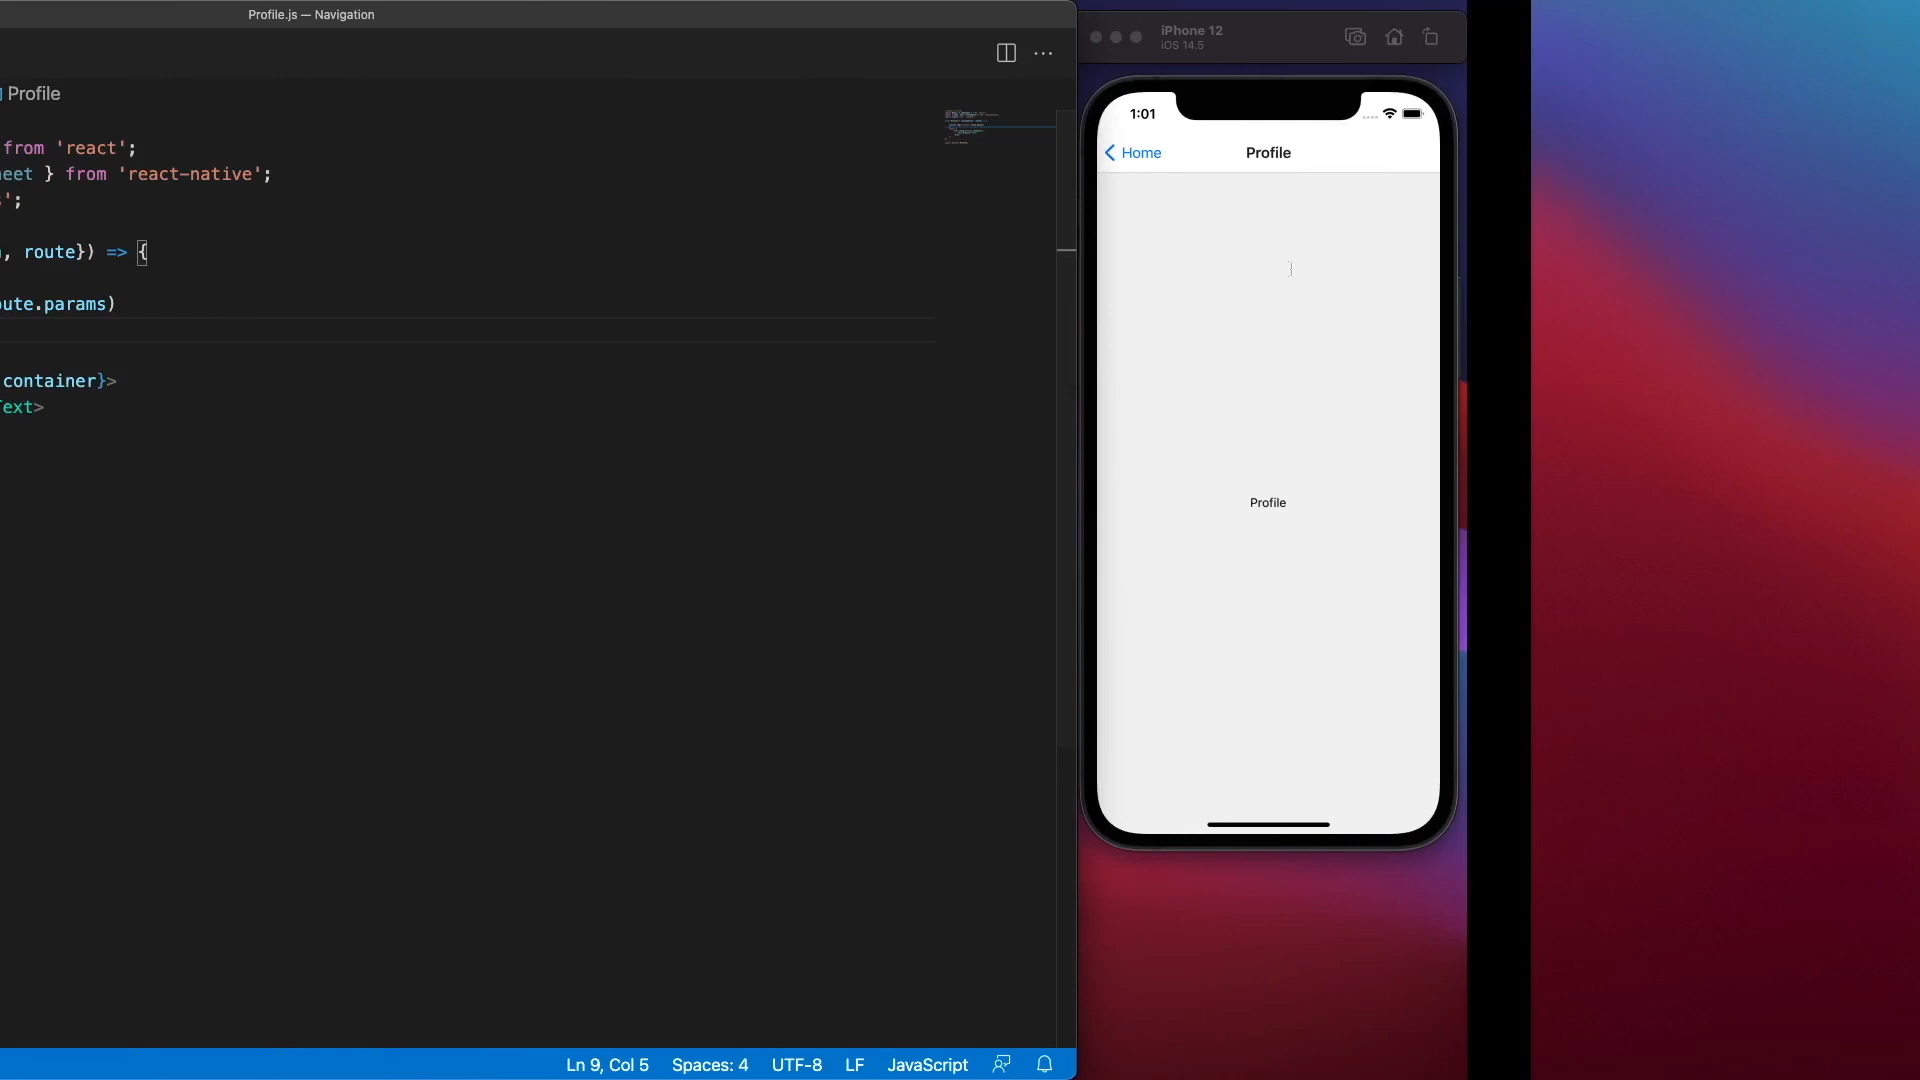 Profile.js — Navigation
Profile
from 'react';
eet } from 'react-native';
';
, route}) => {
ute.params)
container}>
ext>
Ln 9, Col 5 Spaces: 4 UTF-8 LF JavaScript
iPhone 12
iOS 14.5
1:01
Home Profile
Profile